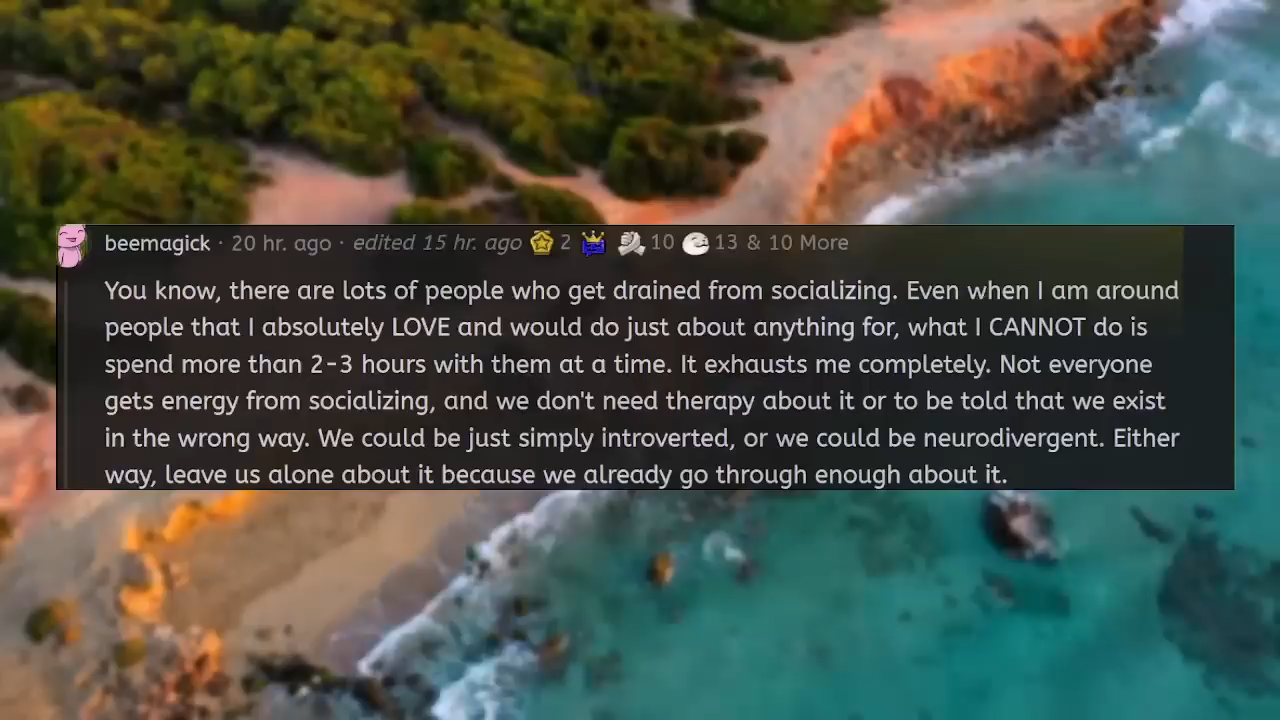 beemagick · 20 hr. ago · edited 15 hr. ago 2 10 13 & 10 More
You know, there are lots of people who get drained from socializing. Even when I am around
people that I absolutely LOVE and would do just about anything for, what I CANNOT do is
spend more than 2-3 hours with them at a time. It exhausts me completely. Not everyone
gets energy from socializing, and we don't need therapy about it or to be told that we exist
in the wrong way. We could be just simply introverted, or we could be neurodivergent. Either
way, leave us alone about it because we already go through enough about it.